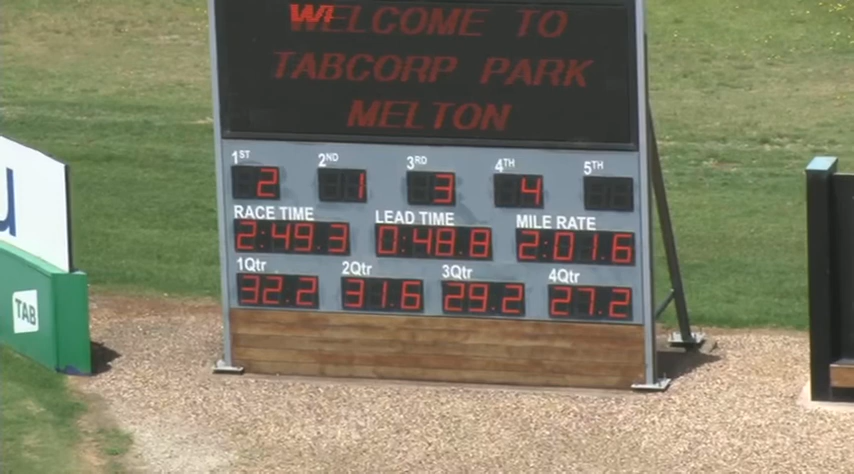 WELCOME TO
TABCORP PARK
MELTON
1ST 2ND 3RD 4TH 5TH
2 1 3 4
RACE TIME LEAD TIME MILE RATE
2:49.3 0:48.8 2:01.6
1Qtr 2Qtr 3Qtr 4Qtr
32.2 31.6 29.2 27.2
TAB